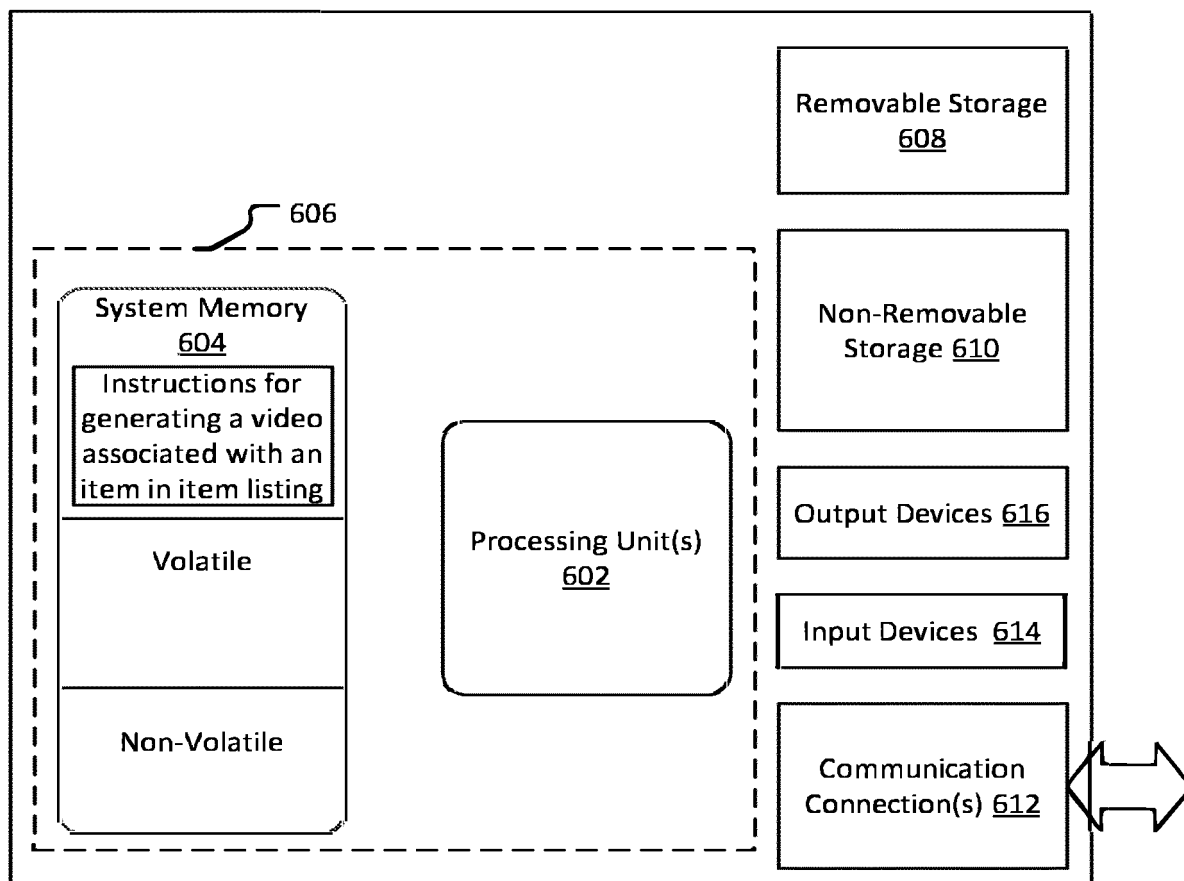 Removable Storage
608
606
System Memory
604
Instructions for
generating a video
associated with an
item in item listing
Volatile
Non-Volatile
Processing Unit(s)
602
Non-Removable
Storage 610
Output Devices 616
Input Devices 614
Communication
Connection(s) 612